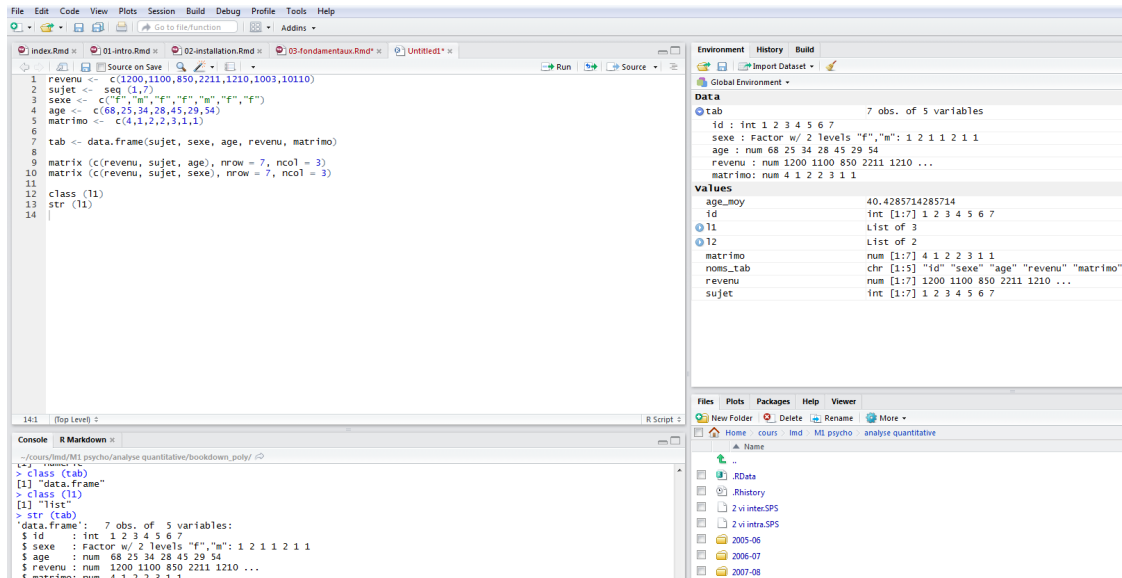 File Edit Code View Plots Session Build Debug Profile Tools Help
Go to file/function Addins
index.Rmd 01-intro.Rmd 02-installation.Rmd 03-fondamentaux.Rmd* Untitled1*
Source on Save Run Source
1 revenu <- c(1200,1100,850,2211,1210,1003,10110)
2 sujet <- seq (1,7)
3 sexe <- c("f","m","f","f","m","f","f")
4 age <- c(68,25,34,28,45,29,54)
5 matrimo <- c(4,1,2,2,3,1,1)
6
7 tab <- data.frame(sujet, sexe, age, revenu, matrimo)
8
9 matrix (c(revenu, sujet, age), nrow = 7, ncol = 3)
10 matrix (c(revenu, sujet, sexe), nrow = 7, ncol = 3)
11
12 class (l1)
13 str (l1)
14
14:1 (Top Level) R Script
Console R Markdown
~/cours/lmd/M1 psycho/analyse quantitative/bookdown_poly/
[1] "numeric"
> class (tab)
[1] "data.frame"
> class (l1)
[1] "list"
> str (tab)
'data.frame': 7 obs. of 5 variables:
$ id : int 1 2 3 4 5 6 7
$ sexe : Factor w/ 2 levels "f","m": 1 2 1 1 2 1 1
$ age : num 68 25 34 28 45 29 54
$ revenu : num 1200 1100 850 2211 1210 ...
$ matrimo: num 4 1 2 2 3 1 1
Environment History Build
Import Dataset
Global Environment
Data
tab 7 obs. of 5 variables
id : int 1 2 3 4 5 6 7
sexe : Factor w/ 2 levels "f","m": 1 2 1 1 2 1 1
age : num 68 25 34 28 45 29 54
revenu : num 1200 1100 850 2211 1210 ...
matrimo: num 4 1 2 2 3 1 1
Values
age_moy 40.4285714285714
id int [1:7] 1 2 3 4 5 6 7
l1 List of 3
l2 List of 2
matrimo num [1:7] 4 1 2 2 3 1 1
noms_tab chr [1:5] "id" "sexe" "age" "revenu" "matrimo"
revenu num [1:7] 1200 1100 850 2211 1210 ...
sujet int [1:7] 1 2 3 4 5 6 7
Files Plots Packages Help Viewer
New Folder Delete Rename More
Home cours lmd M1 psycho analyse quantitative
Name
..
.RData
.Rhistory
2 vi inter.SPS
2 vi intra.SPS
2005-06
2006-07
2007-08